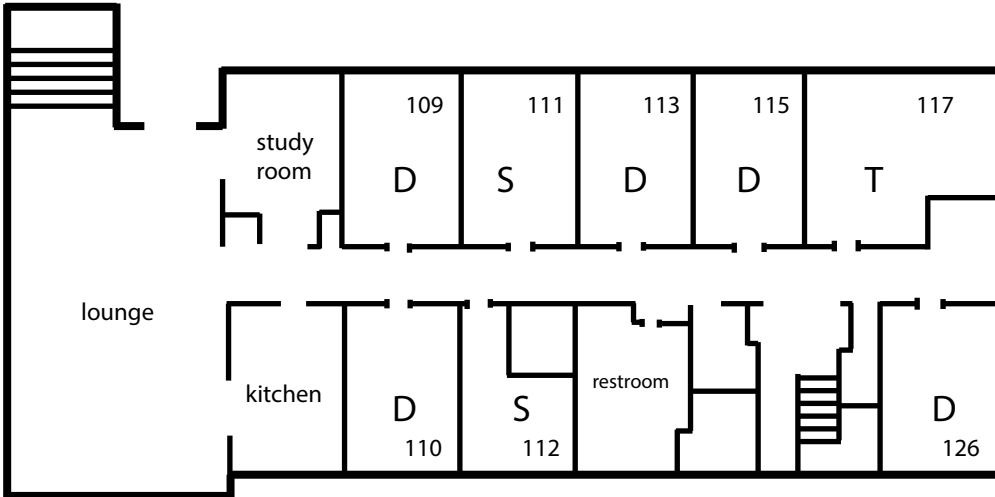 109
111
113
115
117
study
room
D
S
D
D
T
lounge
kitchen
restroom
D
S
D
110
112
126